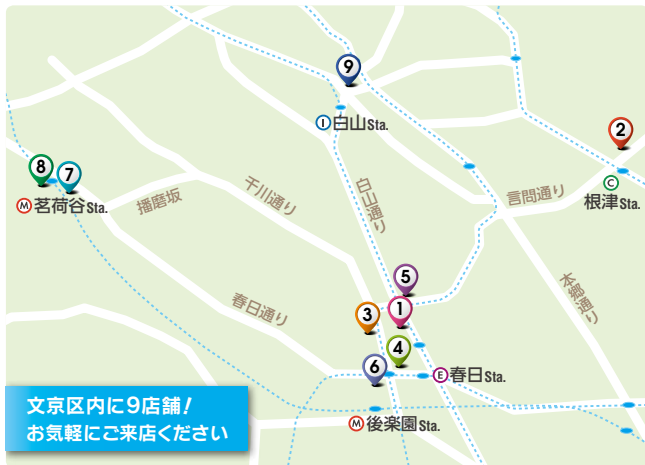 9
I 白山Sta.
2
C
根津Sta.
8
7
M 茗荷谷Sta.
播磨坂
千川通り
白山通り
言問通り
本郷通り
春日通り
5
1
3
4
6
E 春日Sta.
M 後楽園Sta.
文京区内に9店舗！
お気軽にご来店ください